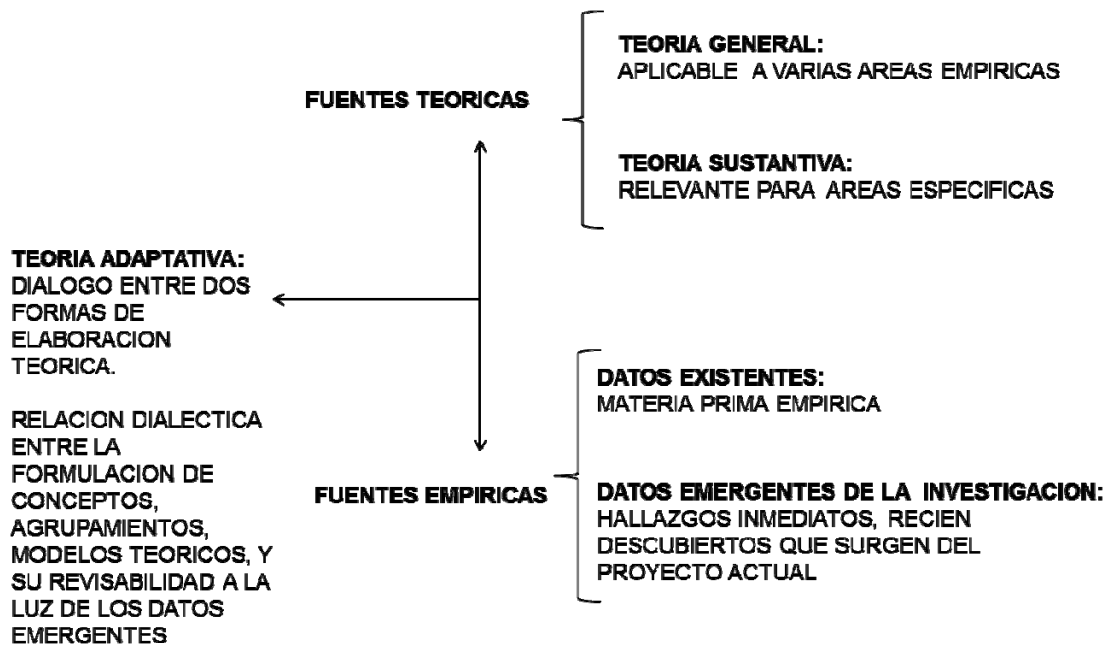 TEORIA GENERAL:
APLICABLE A VARIAS AREAS EMPIRICAS
FUENTES TEORICAS
TEORIA SUSTANTIVA:
RELEVANTE PARA AREAS ESPECIFICAS
TEORIA ADAPTATIVA:
DIALOGO ENTRE DOS
FORMAS DE
ELABORACION
TEORICA.
RELACION DIALECTICA
ENTRE LA
FORMULACION DE
CONCEPTOS,
AGRUPAMIENTOS,
MODELOS TEORICOS, Y
SU REVISABILIDAD A LA
LUZ DE LOS DATOS
EMERGENTES
DATOS EXISTENTES:
MATERIA PRIMA EMPIRICA
FUENTES EMPIRICAS
DATOS EMERGENTES DE LA INVESTIGACION:
HALLAZGOS INMEDIATOS, RECIEN
DESCUBIERTOS QUE SURGEN DEL
PROYECTO ACTUAL